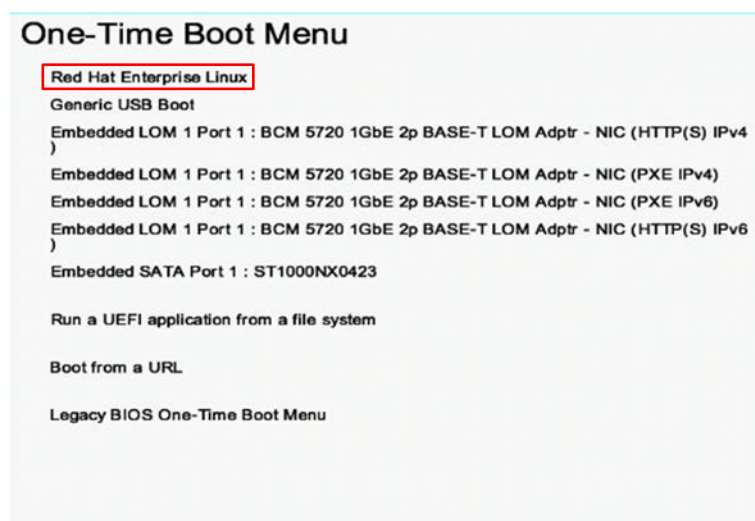 One-Time Boot Menu
Red Hat Enterprise Linux
Generic USB Boot
Embedded LOM 1 Port 1 : BCM 5720 1GbE 2p BASE-T LOM Adptr - NIC (HTTP(S) IPv4
)
Embedded LOM 1 Port 1 : BCM 5720 1GbE 2p BASE-T LOM Adptr - NIC (PXE IPv4)
Embedded LOM 1 Port 1 : BCM 5720 1GbE 2p BASE-T LOM Adptr - NIC (PXE IPv6)
Embedded LOM 1 Port 1 : BCM 5720 1GbE 2p BASE-T LOM Adptr - NIC (HTTP(S) IPv6
)
Embedded SATA Port 1 : ST1000NX0423
Run a UEFI application from a file system
Boot from a URL
Legacy BIOS One-Time Boot Menu